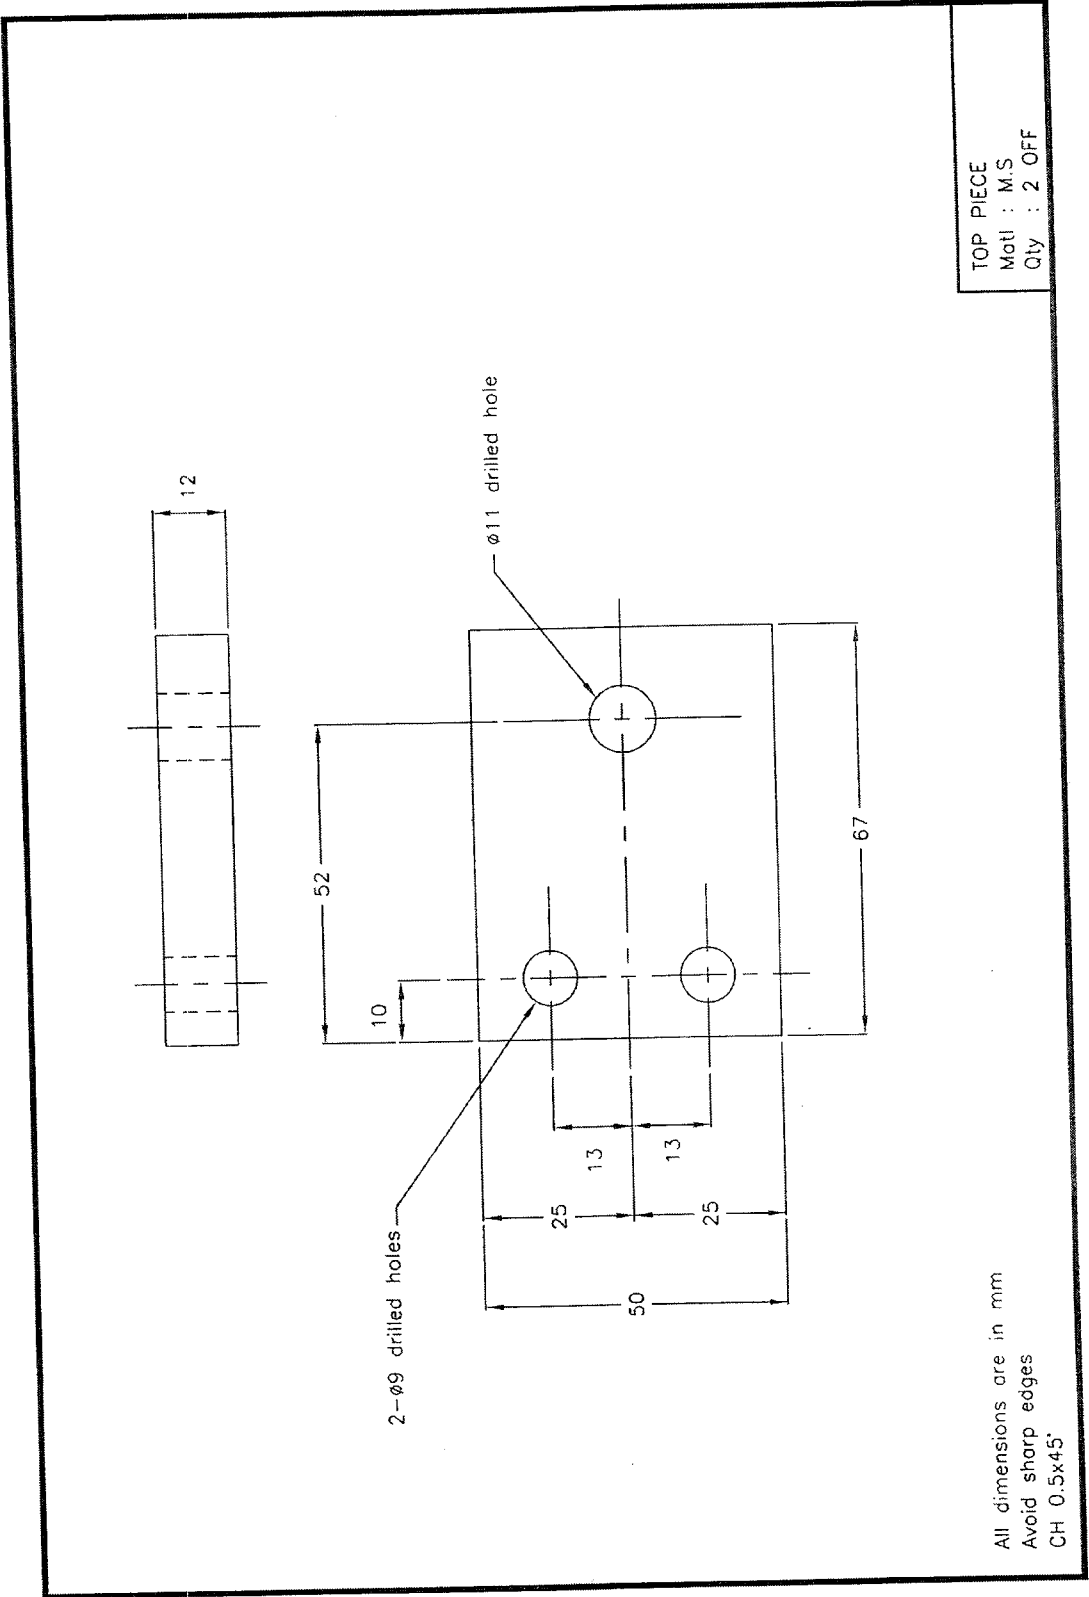 12
52
10
2-ø9 drilled holes
ø11 drilled hole
13
13
25
25
50
67
All dimensions are in mm
Avoid sharp edges
CH 0.5x45°
TOP PIECE
Matl : M.S
Qty : 2 OFF